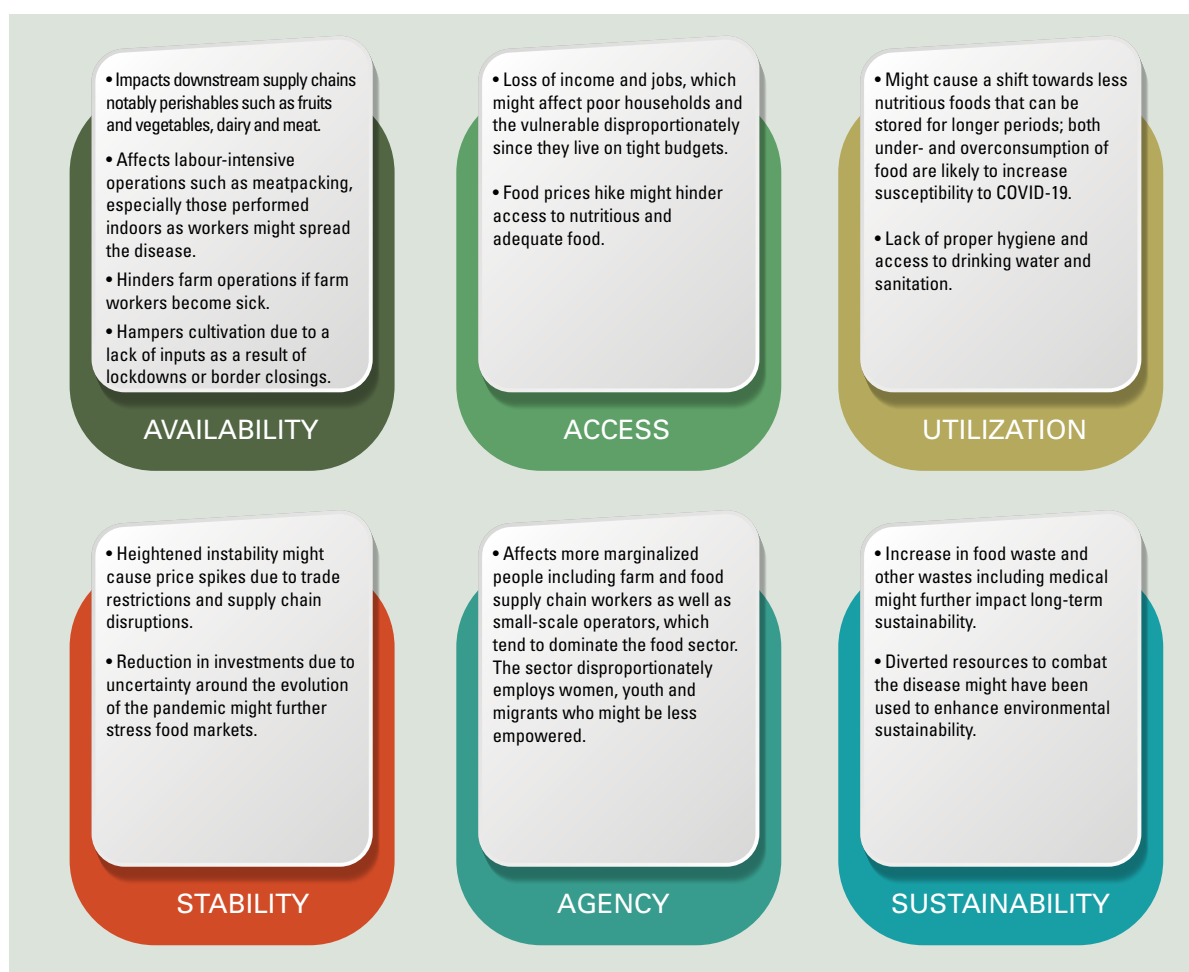 • Impacts downstream supply chains
notably perishables such as fruits
and vegetables, dairy and meat.
• Affects labour-intensive
operations such as meatpacking,
especially those performed
indoors as workers might spread
the disease.
• Hinders farm operations if farm
workers become sick.
• Hampers cultivation due to a
lack of inputs as a result of
lockdowns or border closings.
AVAILABILITY
• Loss of income and jobs, which
might affect poor households and
the vulnerable disproportionately
since they live on tight budgets.
• Food prices hike might hinder
access to nutritious and
adequate food.
ACCESS
• Might cause a shift towards less
nutritious foods that can be
stored for longer periods; both
under- and overconsumption of
food are likely to increase
susceptibility to COVID-19.
• Lack of proper hygiene and
access to drinking water and
sanitation.
UTILIZATION
• Heightened instability might
cause price spikes due to trade
restrictions and supply chain
disruptions.
• Reduction in investments due to
uncertainty around the evolution
of the pandemic might further
stress food markets.
STABILITY
• Affects more marginalized
people including farm and food
supply chain workers as well as
small-scale operators, which
tend to dominate the food sector.
The sector disproportionately
employs women, youth and
migrants who might be less
empowered.
AGENCY
• Increase in food waste and
other wastes including medical
might further impact long-term
sustainability.
• Diverted resources to combat
the disease might have been
used to enhance environmental
sustainability.
SUSTAINABILITY